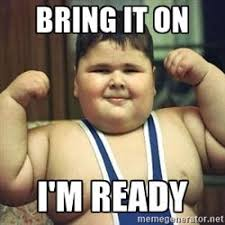 BRING IT ON
I'M READY
memegenerator.net